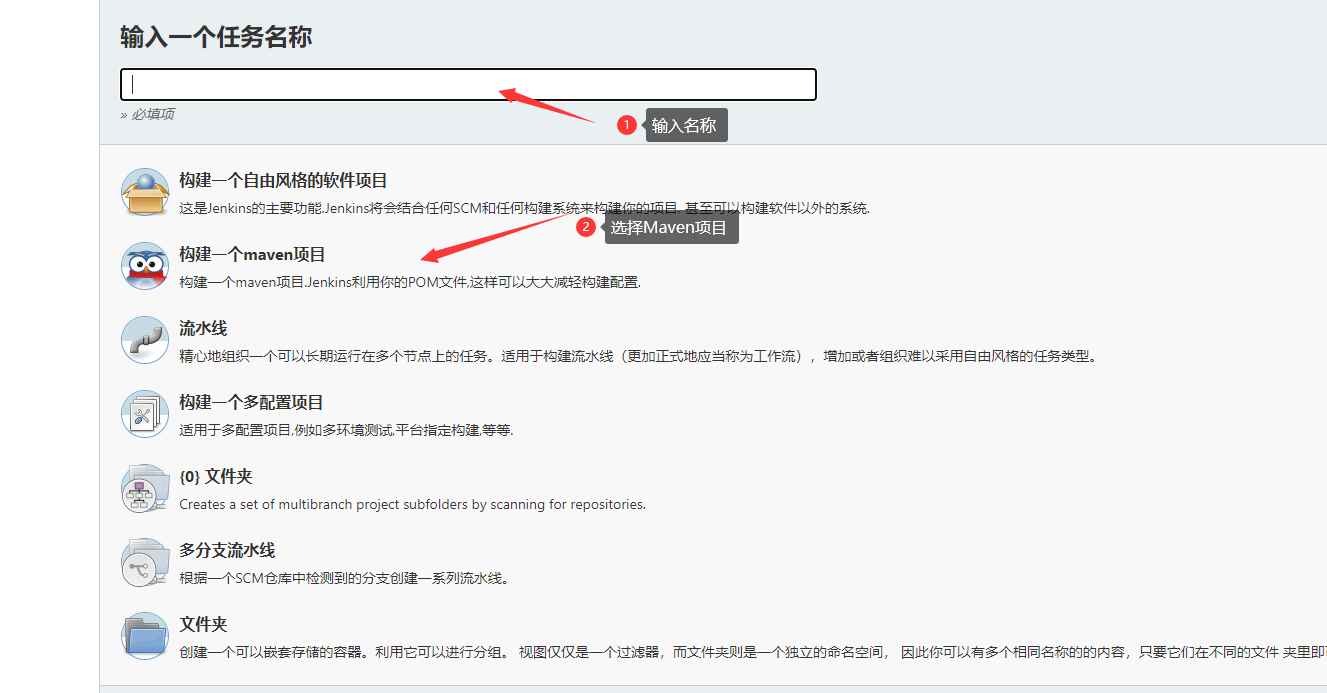 输入一个任务名称
» 必填项
1 输入名称
构建一个自由风格的软件项目
这是Jenkins的主要功能.Jenkins将会结合任何SCM和任何构建系统来构建你的项目, 甚至可以构建软件以外的系统.
2 选择Maven项目
构建一个maven项目
构建一个maven项目.Jenkins利用你的POM文件,这样可以大大减轻构建配置.
流水线
精心地组织一个可以长期运行在多个节点上的任务。适用于构建流水线（更加正式地应当称为工作流），增加或者组织难以采用自由风格的任务类型。
构建一个多配置项目
适用于多配置项目,例如多环境测试,平台指定构建,等等.
{0} 文件夹
Creates a set of multibranch project subfolders by scanning for repositories.
多分支流水线
根据一个SCM仓库中检测到的分支创建一系列流水线。
文件夹
创建一个可以嵌套存储的容器。利用它可以进行分组。 视图仅仅是一个过滤器，而文件夹则是一个独立的命名空间， 因此你可以有多个相同名称的的内容，只要它们在不同的文件 夹里即